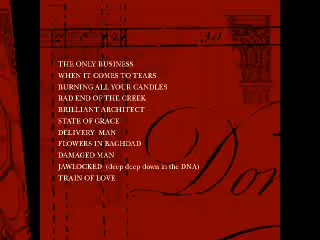 30
THE ONLY BUSINESS
WHEN IT COMES TO TEARS
BURNING ALL YOUR CANDLES
BAD END OF THE CREEK
BRILLIANT ARCHITECT
STATE OF GRACE
DELIVERY MAN
FLOWERS IN BAGHDAD
DAMAGED MAN
JAWLOCKED (deep deep down in the DNA)
TRAIN OF LOVE
Don